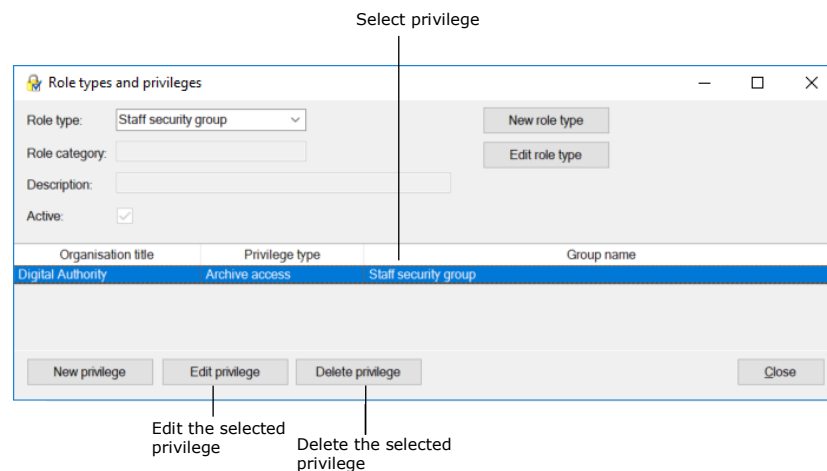 Select privilege
Role types and privileges
Role type: Staff security group New role type
Role category: Edit role type
Description:
Active:
Organisation title Privilege type Group name
Digital Authority Archive access Staff security group
New privilege Edit privilege Delete privilege Close
Edit the selected
privilege
Delete the selected
privilege